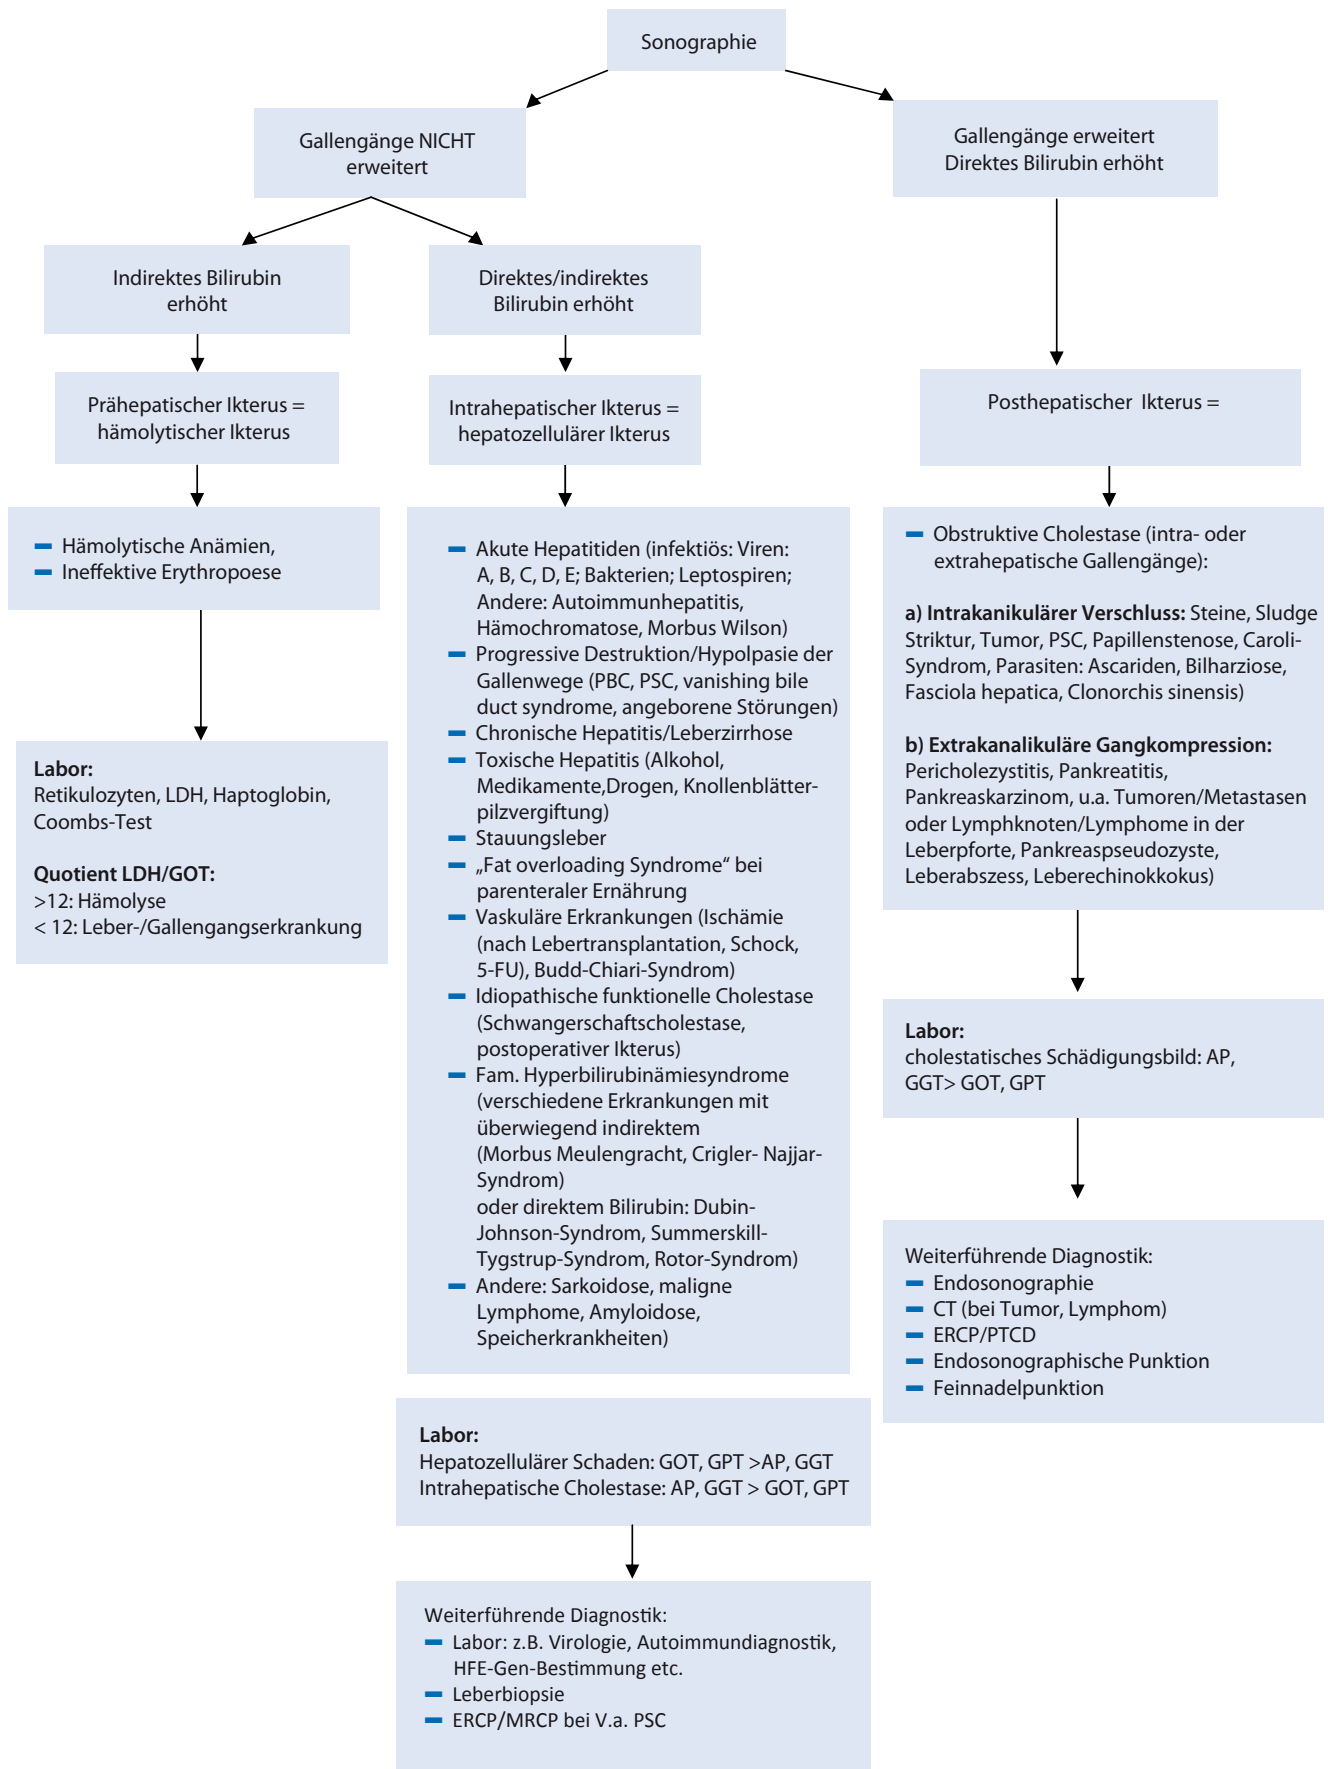 Sonographie
Gallengänge NICHT
erweitert
Gallengänge erweitert
Direktes Bilirubin erhöht
Indirektes Bilirubin
erhöht
Direktes/indirektes
Bilirubin erhöht
Prähepatischer Ikterus =
hämolytischer Ikterus
Intrahepatischer Ikterus =
hepatozellulärer Ikterus
Posthepatischer Ikterus =
Hämolytische Anämien,
Ineffektive Erythropoese
Labor:
Retikulozyten, LDH, Haptoglobin,
Coombs-Test
Quotient LDH/GOT:
>12: Hämolyse
< 12: Leber-/Gallengangserkrankung
Akute Hepatitiden (infektiös: Viren:
A, B, C, D, E; Bakterien; Leptospiren;
Andere: Autoimmunhepatitis,
Hämochromatose, Morbus Wilson)
Progressive Destruktion/Hypolpasie der
Gallenwege (PBC, PSC, vanishing bile
duct syndrome, angeborene Störungen)
Chronische Hepatitis/Leberzirrhose
Toxische Hepatitis (Alkohol,
Medikamente,Drogen, Knollenblätter-
pilzvergiftung)
Stauungsleber
„Fat overloading Syndrome“ bei
parenteraler Ernährung
Vaskuläre Erkrankungen (Ischämie
(nach Lebertransplantation, Schock,
5-FU), Budd-Chiari-Syndrom)
Idiopathische funktionelle Cholestase
(Schwangerschaftscholestase,
postoperativer Ikterus)
Fam. Hyperbilirubinämiesyndrome
(verschiedene Erkrankungen mit
überwiegend indirektem
(Morbus Meulengracht, Crigler- Najjar-
Syndrom)
oder direktem Bilirubin: Dubin-
Johnson-Syndrom, Summerskill-
Tygstrup-Syndrom, Rotor-Syndrom)
Andere: Sarkoidose, maligne
Lymphome, Amyloidose,
Speicherkrankheiten)
Labor:
Hepatozellulärer Schaden: GOT, GPT >AP, GGT
Intrahepatische Cholestase: AP, GGT > GOT, GPT
Weiterführende Diagnostik:
Labor: z.B. Virologie, Autoimmundiagnostik,
HFE-Gen-Bestimmung etc.
Leberbiopsie
ERCP/MRCP bei V.a. PSC
Obstruktive Cholestase (intra- oder
extrahepatische Gallengänge):
a) Intrakanikulärer Verschluss: Steine, Sludge
Striktur, Tumor, PSC, Papillenstenose, Caroli-
Syndrom, Parasiten: Ascariden, Bilharziose,
Fasciola hepatica, Clonorchis sinensis)
b) Extrakanalikuläre Gangkompression:
Pericholezystitis, Pankreatitis,
Pankreaskarzinom, u.a. Tumoren/Metastasen
oder Lymphknoten/Lymphome in der
Leberpforte, Pankreaspseudozyste,
Leberabszess, Leberechinokkokus)
Labor:
cholestatisches Schädigungsbild: AP,
GGT> GOT, GPT
Weiterführende Diagnostik:
Endosonographie
CT (bei Tumor, Lymphom)
ERCP/PTCD
Endosonographische Punktion
Feinnadelpunktion